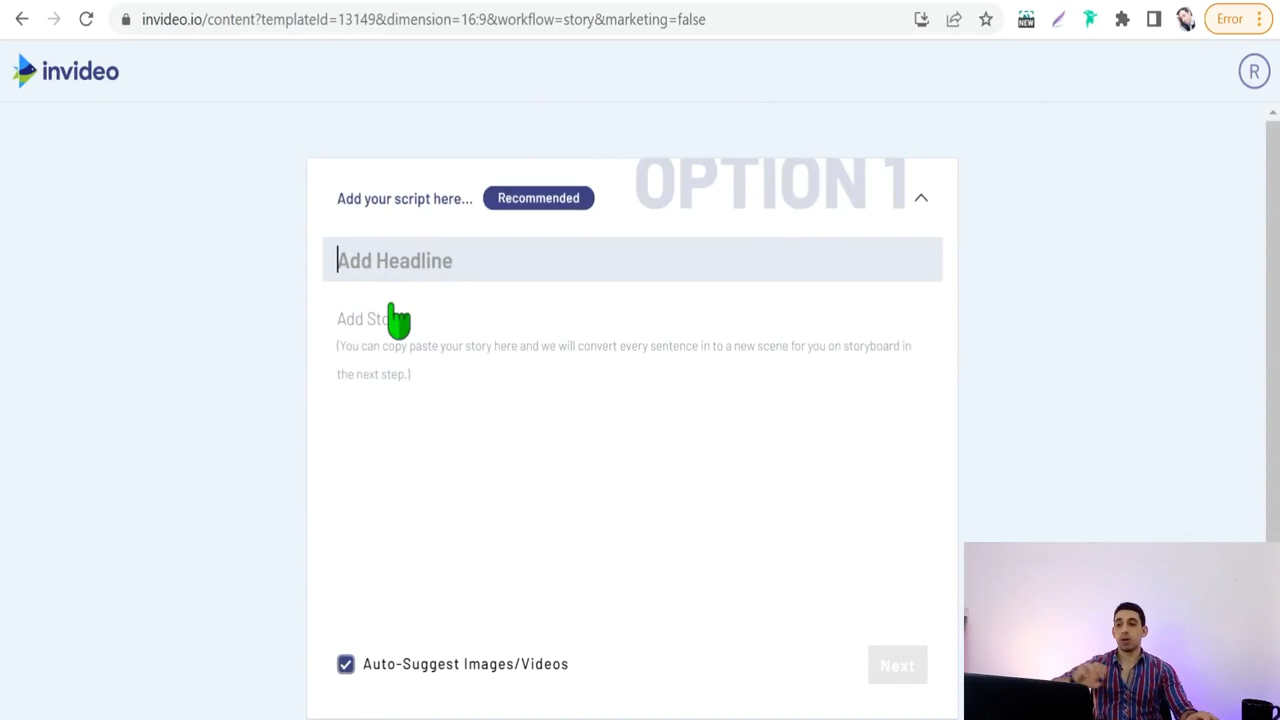 invideo.io/content?templateId=13149&dimension=16:9&workflow=story&marketing=false
NEW
Error
invideo
R
OPTION 1
Add your script here...
Recommended
Add Headline
(You can copy paste your story here and we will convert every sentence in to a new scene for you on storyboard in
the next step.)
Auto-Suggest Images/Videos
Next